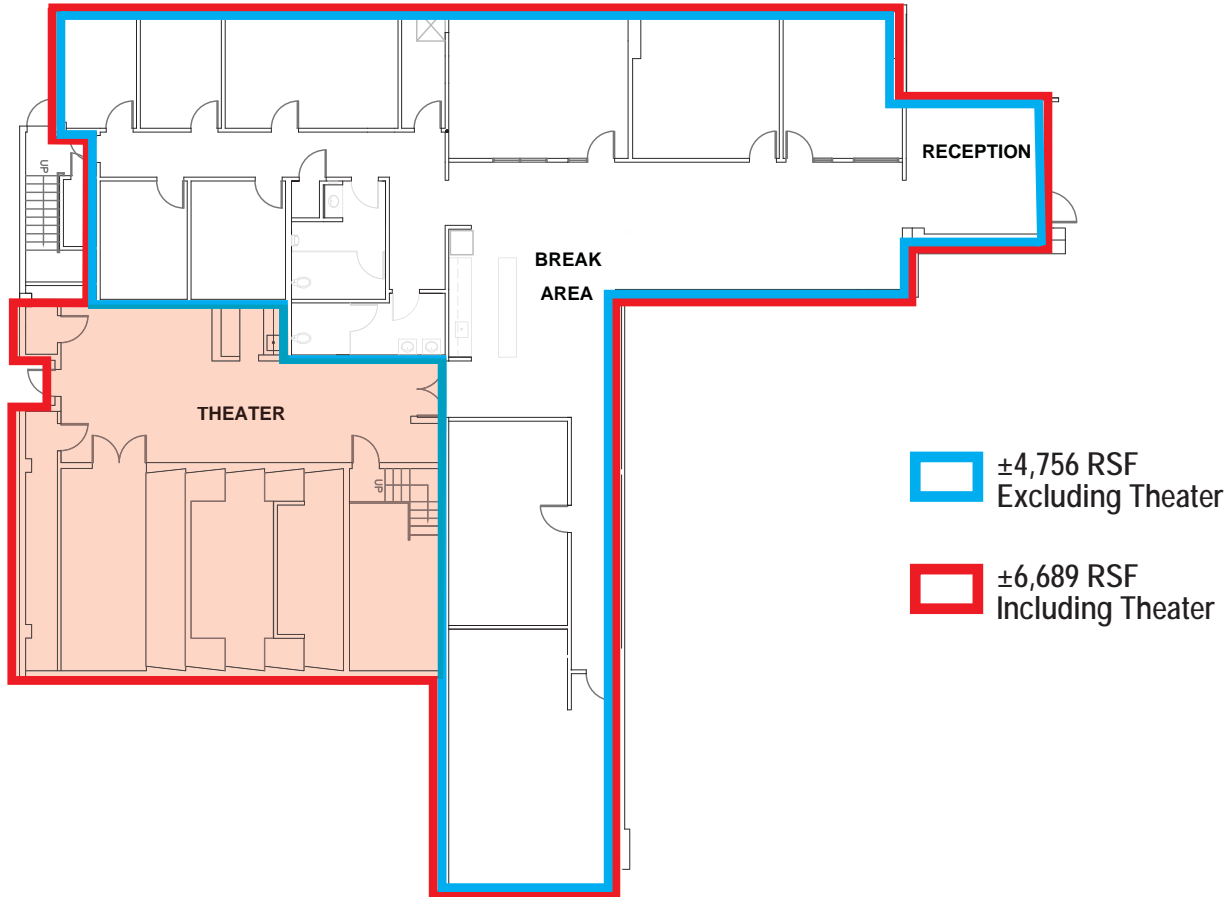 RECEPTION
UP
BREAK
AREA
THEATER
UP
±4,756 RSF
Excluding Theater
±6,689 RSF
Including Theater